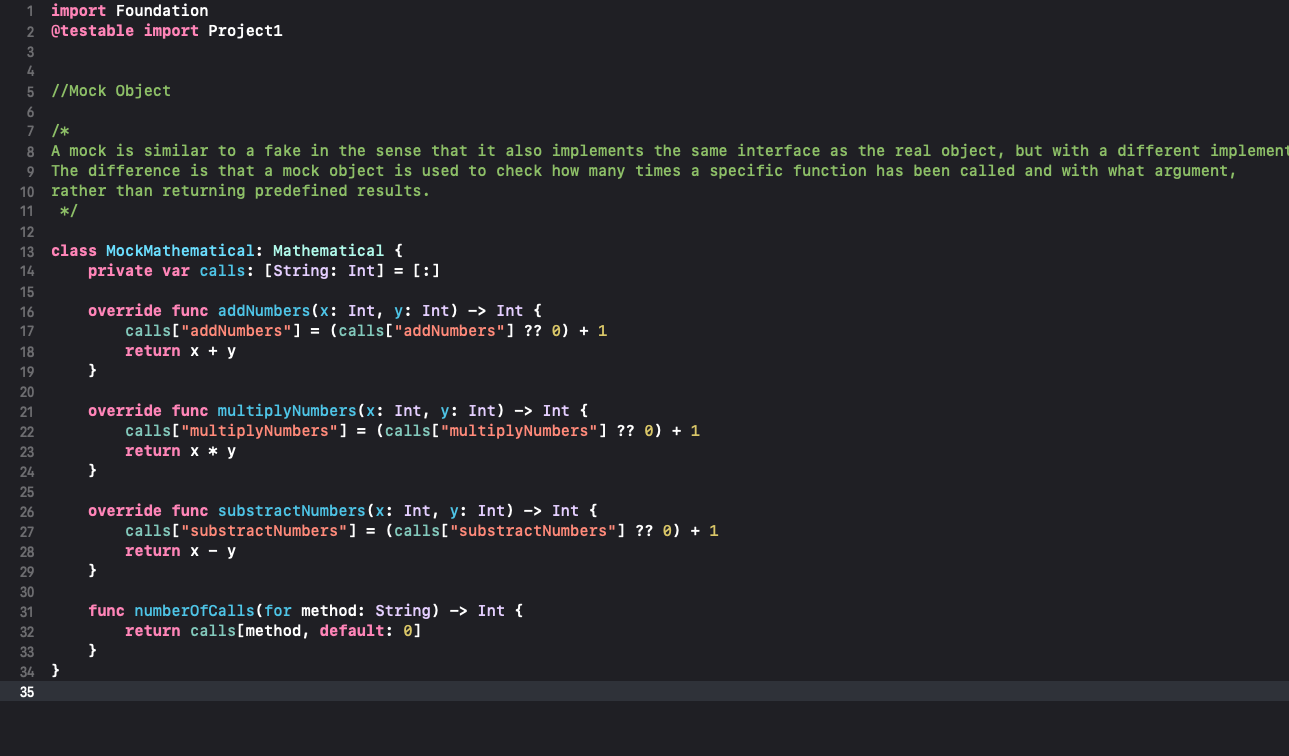 1 import Foundation
2 @testable import Project1
3
4
5 //Mock Object
6
7 /*
8 A mock is similar to a fake in the sense that it also implements the same interface as the real object, but with a different
9 The difference is that a mock object is used to check how many times a specific function has been called and with what argument,
10 rather than returning predefined results.
11  */
12
13 class MockMathematical: Mathematical {
14     private var calls: [String: Int] = [:]
15
16     override func addNumbers(x: Int, y: Int) -> Int {
17         calls["addNumbers"] = (calls["addNumbers"] ?? 0) + 1
18         return x + y
19     }
20
21     override func multiplyNumbers(x: Int, y: Int) -> Int {
22         calls["multiplyNumbers"] = (calls["multiplyNumbers"] ?? 0) + 1
23         return x * y
24     }
25
26     override func substractNumbers(x: Int, y: Int) -> Int {
27         calls["substractNumbers"] = (calls["substractNumbers"] ?? 0) + 1
28         return x - y
29     }
30
31     func numberOfCalls(for method: String) -> Int {
32         return calls[method, default: 0]
33     }
34 }
35